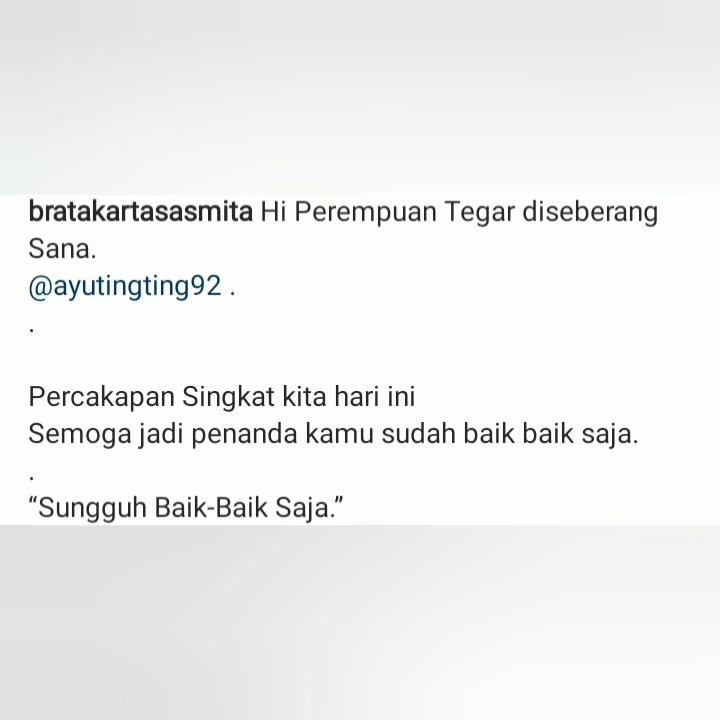 bratakartasasmita Hi Perempuan Tegar diseberang
Sana.
@ayutingting92 .
.
Percakapan Singkat kita hari ini
Semoga jadi penanda kamu sudah baik baik saja.
.
“Sungguh Baik-Baik Saja.”